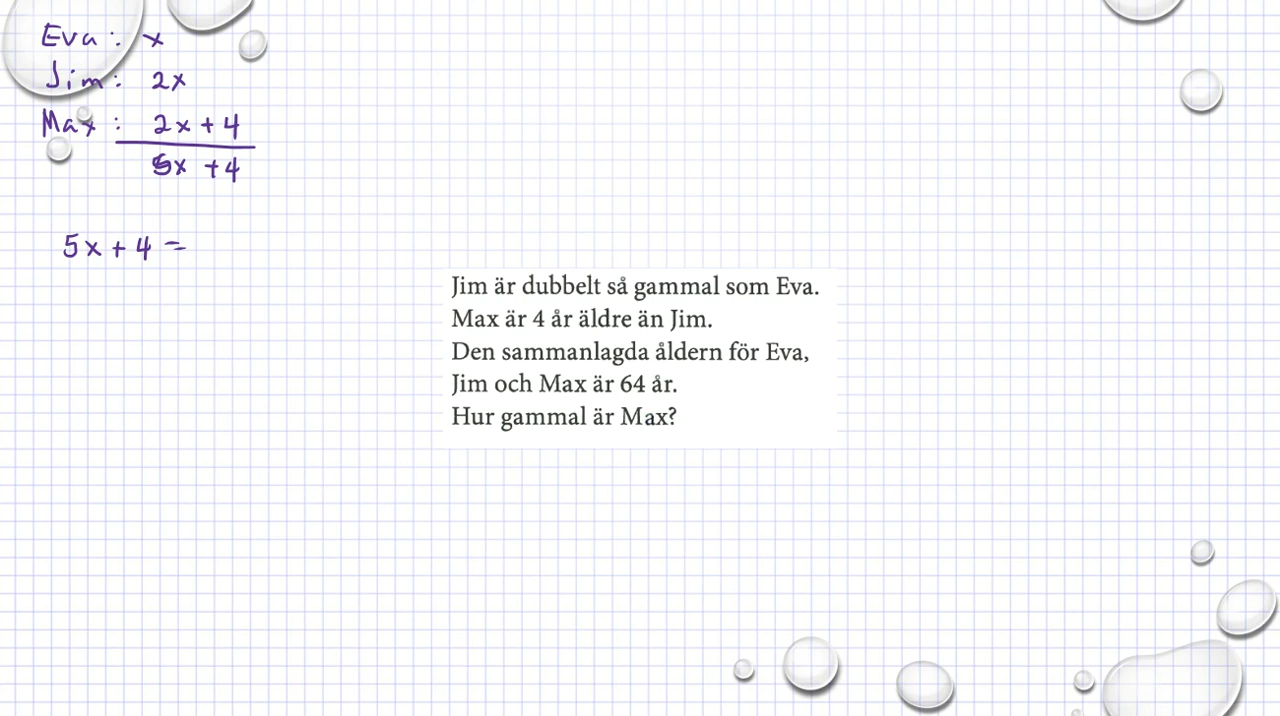 Eva: x
Jim: 2x
Max: 2x + 4
5x + 4
5x + 4 =
Jim är dubbelt så gammal som Eva.
Max är 4 år äldre än Jim.
Den sammanlagda åldern för Eva,
Jim och Max är 64 år.
Hur gammal är Max?